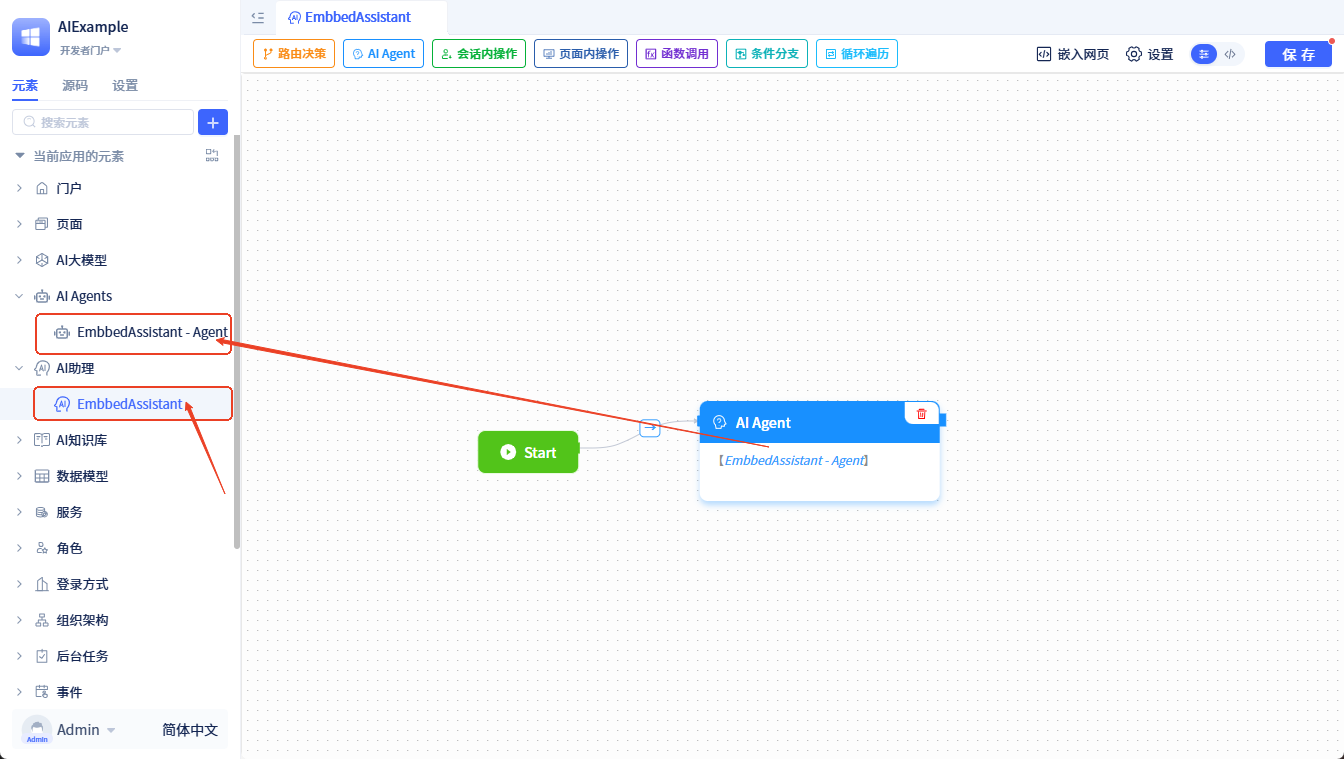 AIExample
开发者门户
元素 源码 设置
搜索元素
当前应用的元素
门户
页面
AI大模型
AI Agents
EmbbedAssistant - Agent
AI助理
EmbbedAssistant
AI知识库
数据模型
服务
角色
登录方式
组织架构
后台任务
事件
Admin
Admin 简体中文
EmbbedAssistant
路由决策 AI Agent 会话内操作 页面内操作 函数调用 条件分支 循环遍历 嵌入网页 设置 保 存
Start
AI Agent
【EmbbedAssistant - Agent】